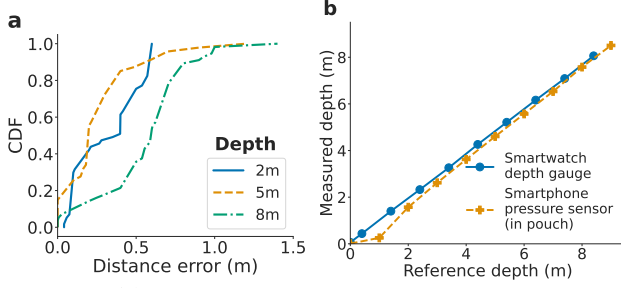 a
CDF
1.0
0.8
0.6
0.4
0.2
0.0
0.0 0.5 1.0 1.5
Distance error (m)
Depth
2m
5m
8m
b
Measured depth (m)
8
6
4
2
0
0 2 4 6 8
Reference depth (m)
Smartwatch
depth gauge
Smartphone
pressure sensor
(in pouch)